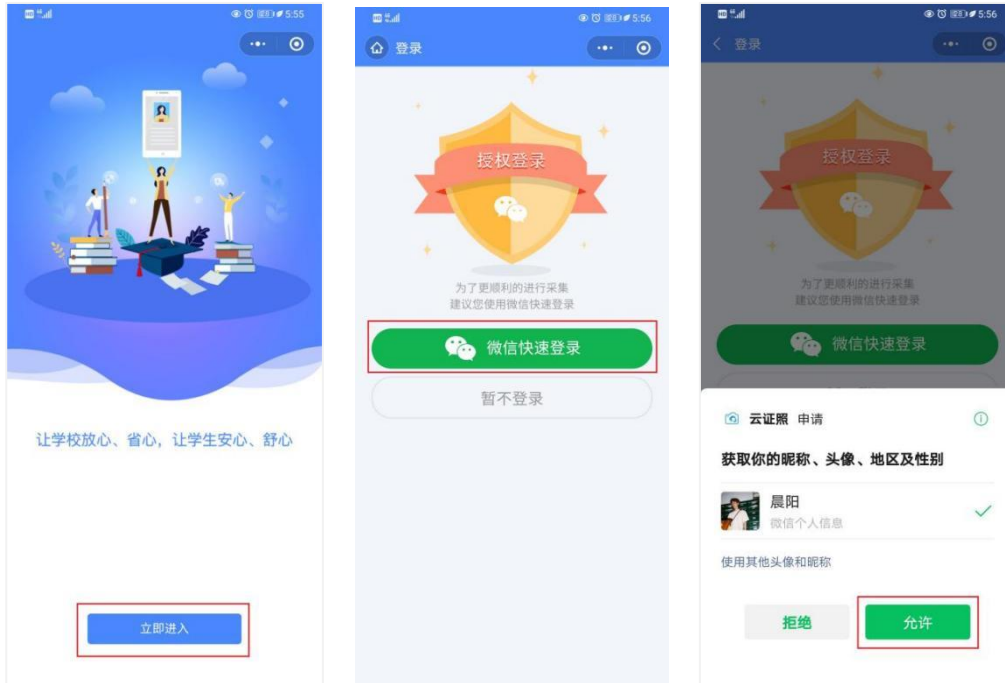 5:55
让学校放心、省心，让学生安心、舒心
立即进入
5:56
登录
授权登录
为了更顺利的进行采集
建议您使用微信快速登录
微信快速登录
暂不登录
5:56
登录
授权登录
为了更顺利的进行采集
建议您使用微信快速登录
微信快速登录
云证照 申请
获取你的昵称、头像、地区及性别
晨阳
微信个人信息
使用其他头像和昵称
拒绝
允许